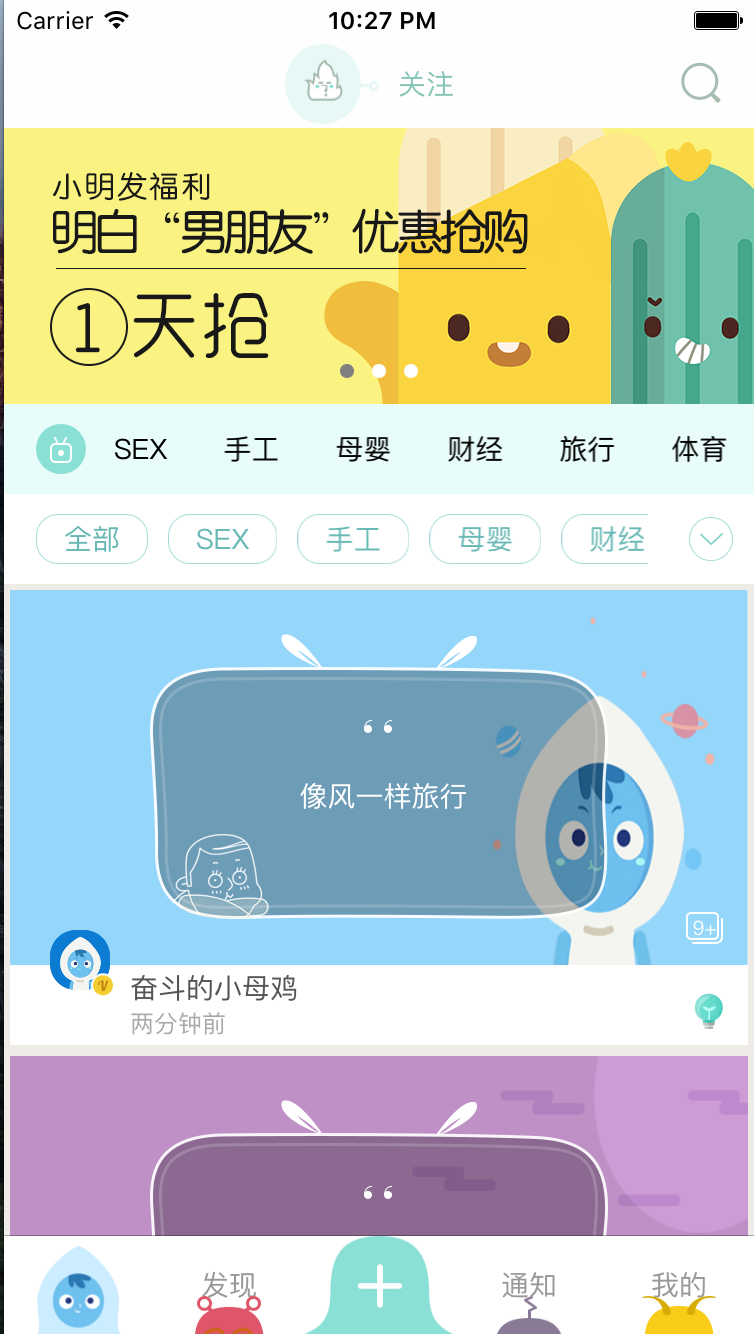 Carrier 10:27 PM
关注
小明发福利
明白“男朋友”优惠抢购
①天抢
SEX 手工 母婴 财经 旅行 体育
全部 SEX 手工 母婴 财经
“
像风一样旅行
9+
V
奋斗的小母鸡
两分钟前
“
发现 通知 我的